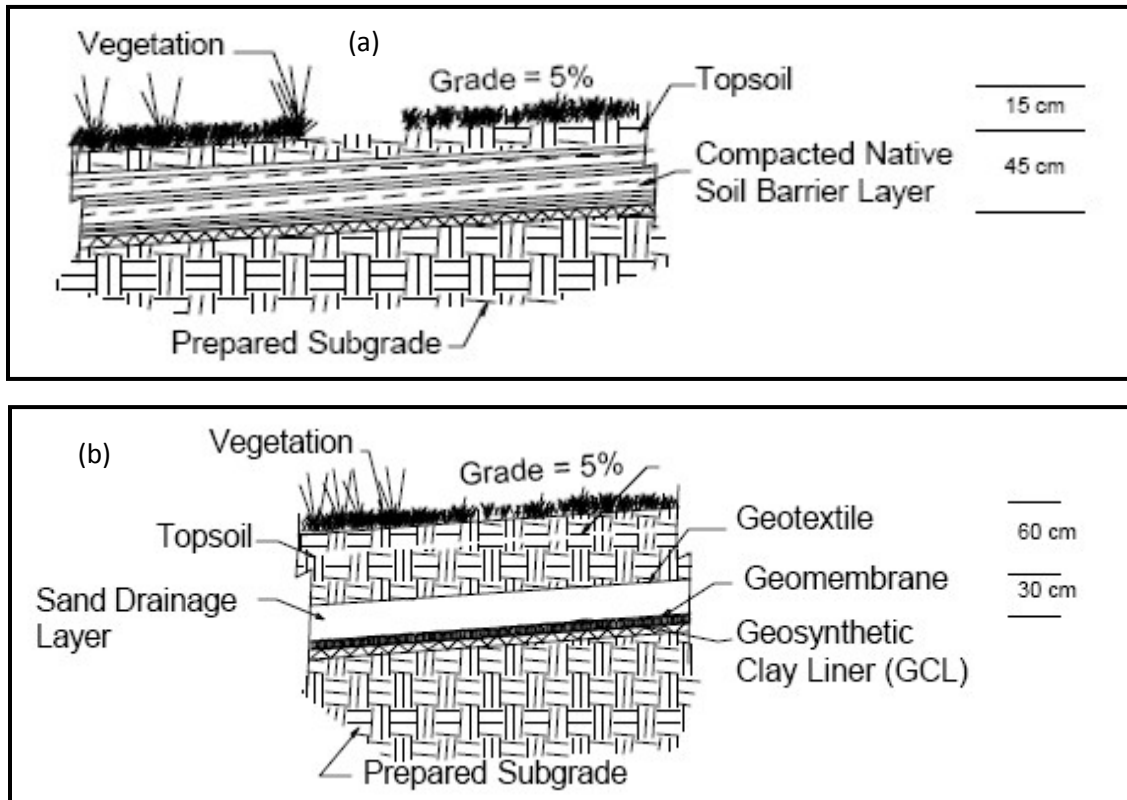 (a)
Vegetation
Grade = 5%
Topsoil
15 cm
Compacted Native
Soil Barrier Layer
45 cm
Prepared Subgrade
(b)
Vegetation
Grade = 5%
Topsoil
Geotextile
60 cm
Sand Drainage
Layer
Geomembrane
30 cm
Geosynthetic
Clay Liner (GCL)
Prepared Subgrade